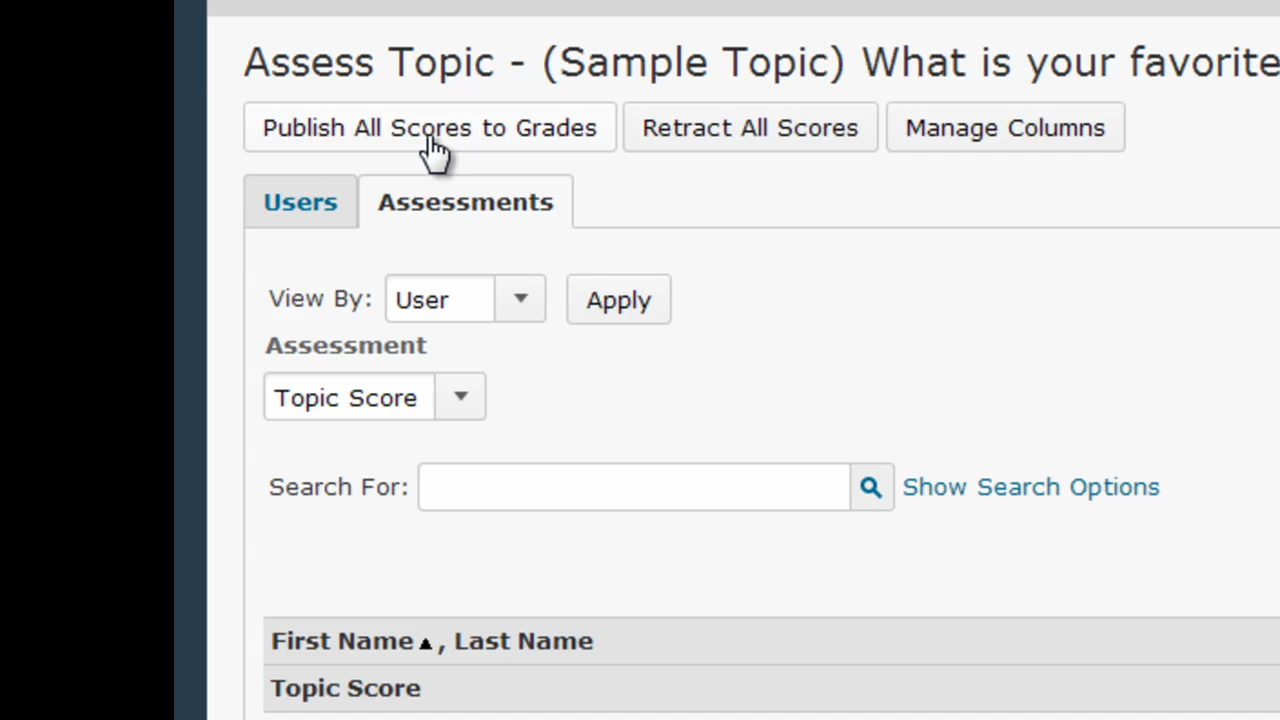 Assess Topic - (Sample Topic) What is your favorite
Publish All Scores to Grades Retract All Scores Manage Columns
Users Assessments
View By: User Apply
Assessment
Topic Score
Search For: Show Search Options
First Name ▲, Last Name
Topic Score